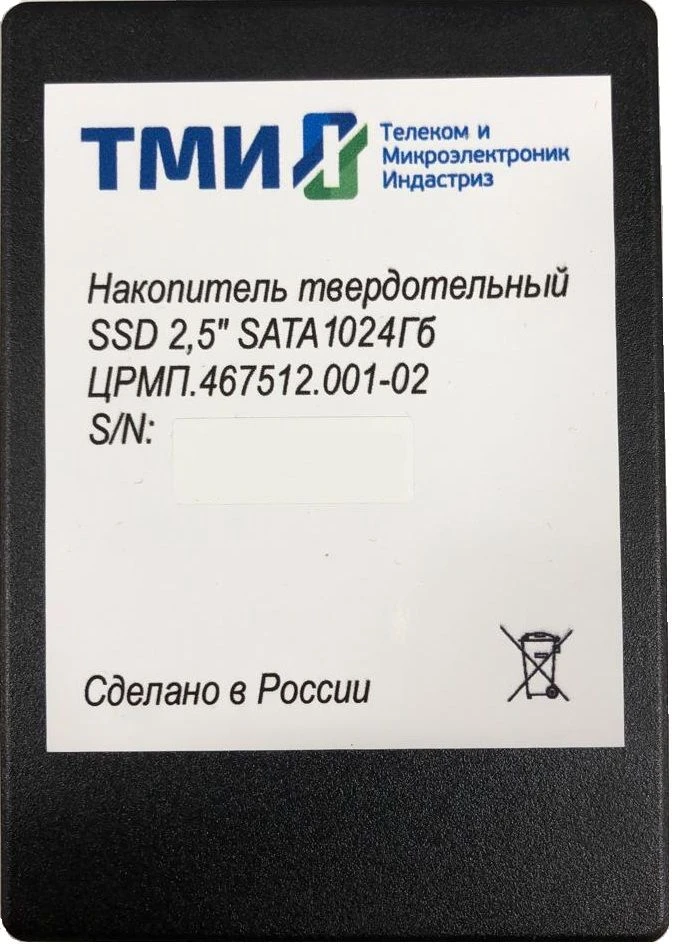 ТМИ
Телеком и
Микроэлектроник
Индастриз
Накопитель твердотельный
SSD 2,5" SATA1024Гб
ЦРМП.467512.001-02
S/N:
Сделано в России